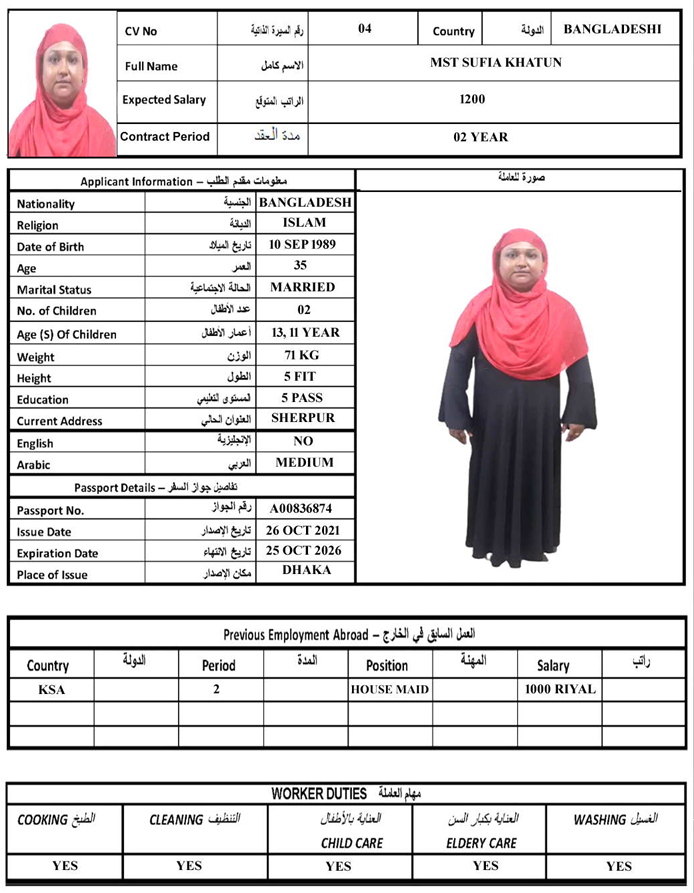 CV No رقم السيرة الذاتية 04 Country الدولة BANGLADESHI
Full Name الاسم كامل MST SUFIA KHATUN
Expected Salary الراتب المتوقع 1200
Contract Period مدة العقد 02 YEAR
Applicant Information – معلومات مقدم الطلب
صورة للعاملة
Nationality الجنسية BANGLADESH
Religion الديانة ISLAM
Date of Birth تاريخ الميلاد 10 SEP 1989
Age العمر 35
Marital Status الحالة الاجتماعية MARRIED
No. of Children عدد الأطفال 02
Age (S) Of Children أعمار الأطفال 13, 11 YEAR
Weight الوزن 71 KG
Height الطول 5 FIT
Education المستوى التعليمي 5 PASS
Current Address العنوان الحالي SHERPUR
English الإنجليزية NO
Arabic العربي MEDIUM
Passport Details – تفاصيل جواز السفر
Passport No. رقم الجواز A00836874
Issue Date تاريخ الإصدار 26 OCT 2021
Expiration Date تاريخ الانتهاء 25 OCT 2026
Place of Issue مكان الإصدار DHAKA
Previous Employment Abroad – العمل السابق في الخارج
Country الدولة Period المدة Position المهنة Salary راتب
KSA 2 HOUSE MAID 1000 RIYAL
WORKER DUTIES مهام العاملة
COOKING الطبخ CLEANING التنظيف العناية بالأطفال العناية بكبار السن WASHING الغسيل
CHILD CARE ELDERY CARE
YES YES YES YES YES